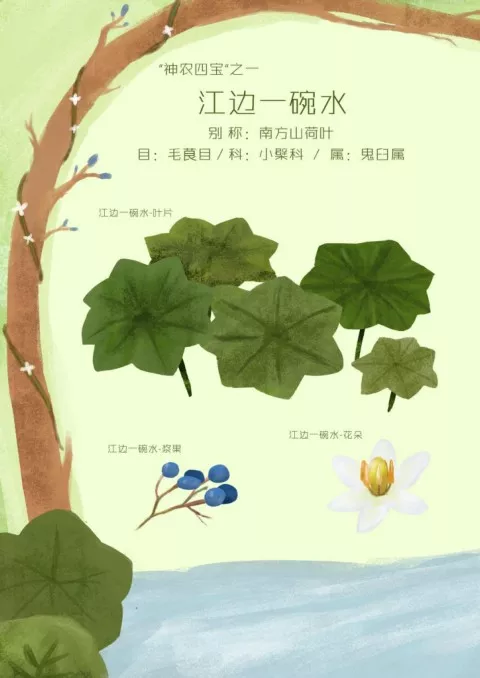 "神农四宝"之一
江边一碗水
别 称：南方山荷叶
目：毛茛目 / 科：小檗科 / 属：鬼臼属
江边一碗水-叶片
江边一碗水-花朵
江边一碗水-浆果